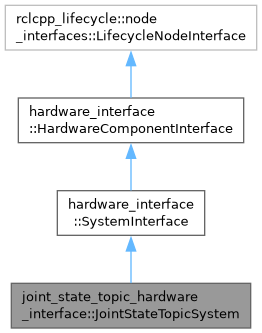 rclcpp_lifecycle::node
_interfaces::LifecycleNodeInterface
hardware_interface
::HardwareComponentInterface
hardware_interface
::SystemInterface
joint_state_topic_hardware
_interface::JointStateTopicSystem